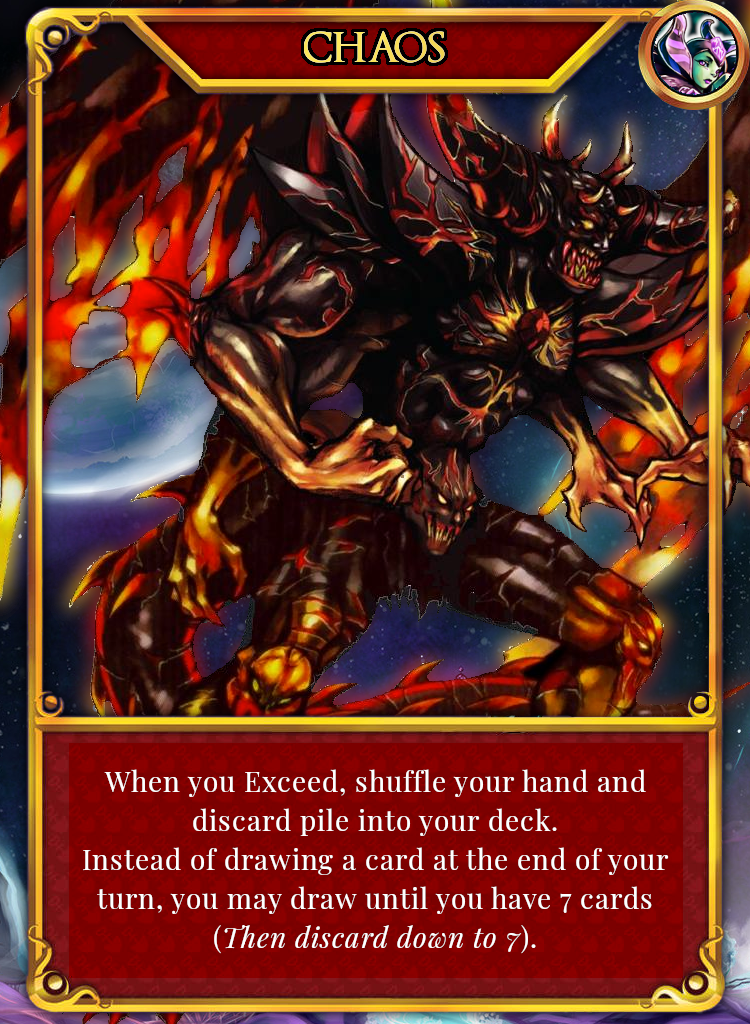 CHAOS
When you Exceed, shuffle your hand and
discard pile into your deck.
Instead of drawing a card at the end of your
turn, you may draw until you have 7 cards
(Then discard down to 7).